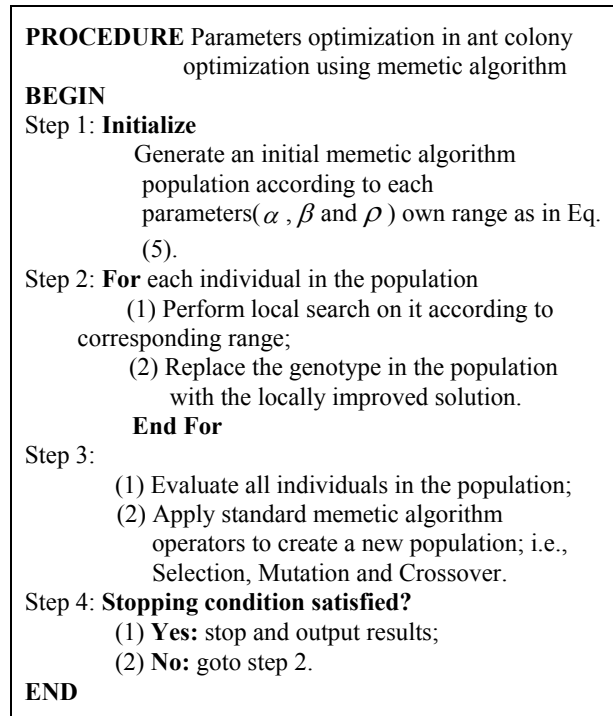 PROCEDURE Parameters optimization in ant colony
optimization using memetic algorithm
BEGIN
Step 1: Initialize
Generate an initial memetic algorithm
population according to each
parameters(α , β and ρ ) own range as in Eq.
(5).
Step 2: For each individual in the population
(1) Perform local search on it according to
corresponding range;
(2) Replace the genotype in the population
with the locally improved solution.
End For
Step 3:
(1) Evaluate all individuals in the population;
(2) Apply standard memetic algorithm
operators to create a new population; i.e.,
Selection, Mutation and Crossover.
Step 4: Stopping condition satisfied?
(1) Yes: stop and output results;
(2) No: goto step 2.
END